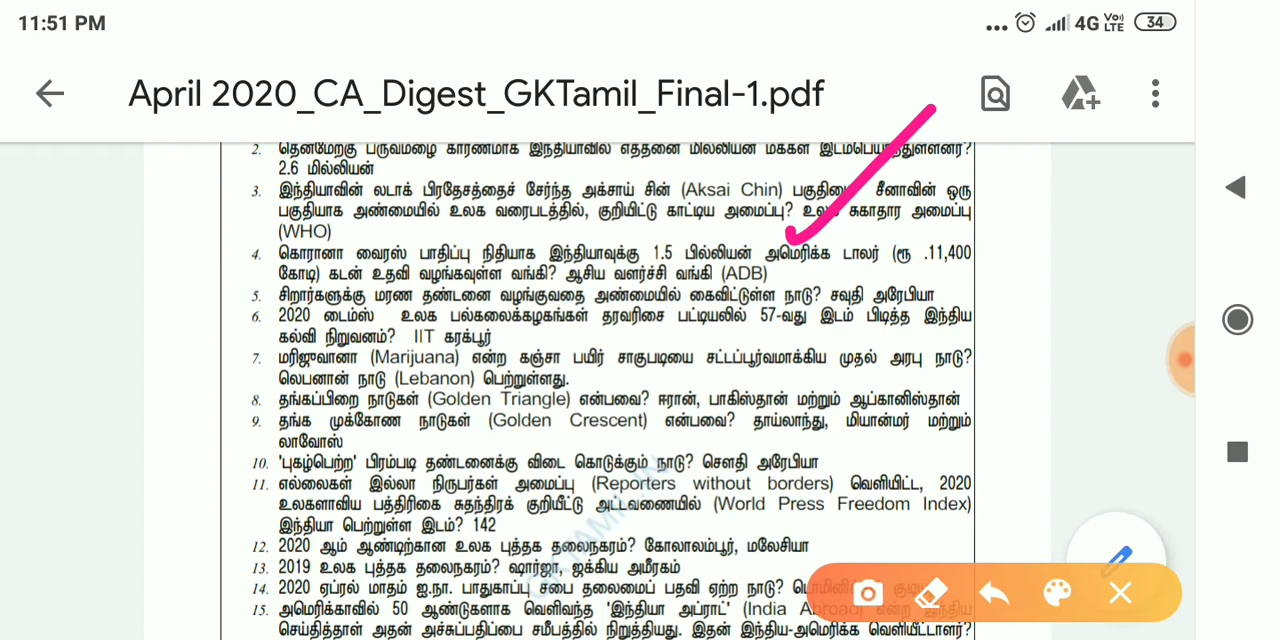 11:51 PM
4G Vo) LTE 34
April 2020_CA_Digest_GKTamil_Final-1.pdf
2. தென்மேற்கு பருவமழை காரணமாக இந்தியாவில் எத்தனை மில்லியன் மக்கள்
2.6 மில்லியன்
3. இந்தியாவின் லடாக் பிரதேசத்தைச் சேர்ந்த அக்சாய் சின் (Aksai Chin) சீனாவின் ஒரு
பகுதியாக அண்மையில் உலக வரைபடத்தில், குறியிட்டு காட்டிய அமைப்பு? உலக சுகாதார அமைப்பு
(WHO)
4. கொரானா வைரஸ் பாதிப்பு நிதியாக இந்தியாவுக்கு 1.5 பில்லியன் அமெரிக்க டாலர் (ரூ .11,400
கோடி) கடன் உதவி வழங்கவுள்ள வங்கி? ஆசிய வளர்ச்சி வங்கி (ADB)
5. சிறார்களுக்கு மரண தண்டனை வழங்குவதை அண்மையில் கைவிட்டுள்ள நாடு? சவுதி அரேபியா
6. 2020 டைம்ஸ் உலக பல்கலைக்கழகங்கள் தரவரிசை பட்டியலில் 57-வது இடம் பிடித்த இந்திய
கல்வி நிறுவனம்? IIT கரக்பூர்
7. மரிஜுவானா (Marijuana) என்ற கஞ்சா பயிர் சாகுபடியை சட்டப்பூர்வமாக்கிய முதல் அரபு நாடு?
லெபனான் நாடு (Lebanon) பெற்றுள்ளது.
8. தங்கப்பிறை நாடுகள் (Golden Triangle) என்பவை? ஈரான், பாகிஸ்தான் மற்றும் ஆப்கானிஸ்தான்
9. தங்க முக்கோண நாடுகள் (Golden Crescent) என்பவை? தாய்லாந்து, மியான்மர் மற்றும்
லாவோஸ்
10. 'புகழ்பெற்ற' பிரம்படி தண்டனைக்கு விடை கொடுக்கும் நாடு? சௌதி அரேபியா
11. எல்லைகள் இல்லா நிருபர்கள் அமைப்பு (Reporters without borders) வெளியிட்ட, 2020
உலகளாவிய பத்திரிகை சுதந்திரக் குறியீட்டு அட்டவணையில் (World Press Freedom Index)
இந்தியா பெற்றுள்ள இடம்? 142
12. 2020 ஆம் ஆண்டிற்கான உலக புத்தக தலைநகரம்? கோலாலம்பூர், மலேசியா
13. 2019 உலக புத்தக தலைநகரம்? ஷார்ஜா, ஐக்கிய அமீரகம்
14. 2020 ஏப்ரல் மாதம் ஐ.நா. பாதுகாப்பு சபை தலைமைப் பதவி ஏற்ற நாடு?
15. அமெரிக்காவில் 50 ஆண்டுகளாக வெளிவந்த 'இந்தியா அப்ராட்' (India Abroad) என்ற இந்திய
செய்தித்தாள் அதன் அச்சுப்பதிப்பை சமீபத்தில் நிறுத்தியது. இதன் இந்திய-அமெரிக்க வெளியீட்டாளர்?
GKTAMIL.IN